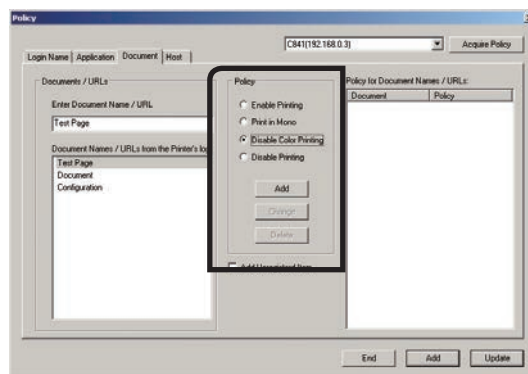 Policy
C841(192.168.0.3)
Acquire Policy
Login Name
Application
Document
Host
Documents / URLs
Enter Document Name / URL
Test Page
Document Names / URLs from the Printer's lo
Test Page
Document
Configuration
Policy
Enable Printing
Print in Mono
Disable Color Printing
Disable Printing
Add
Change
Delete
Policy for Document Names / URLs:
Document
Policy
End
Add
Update